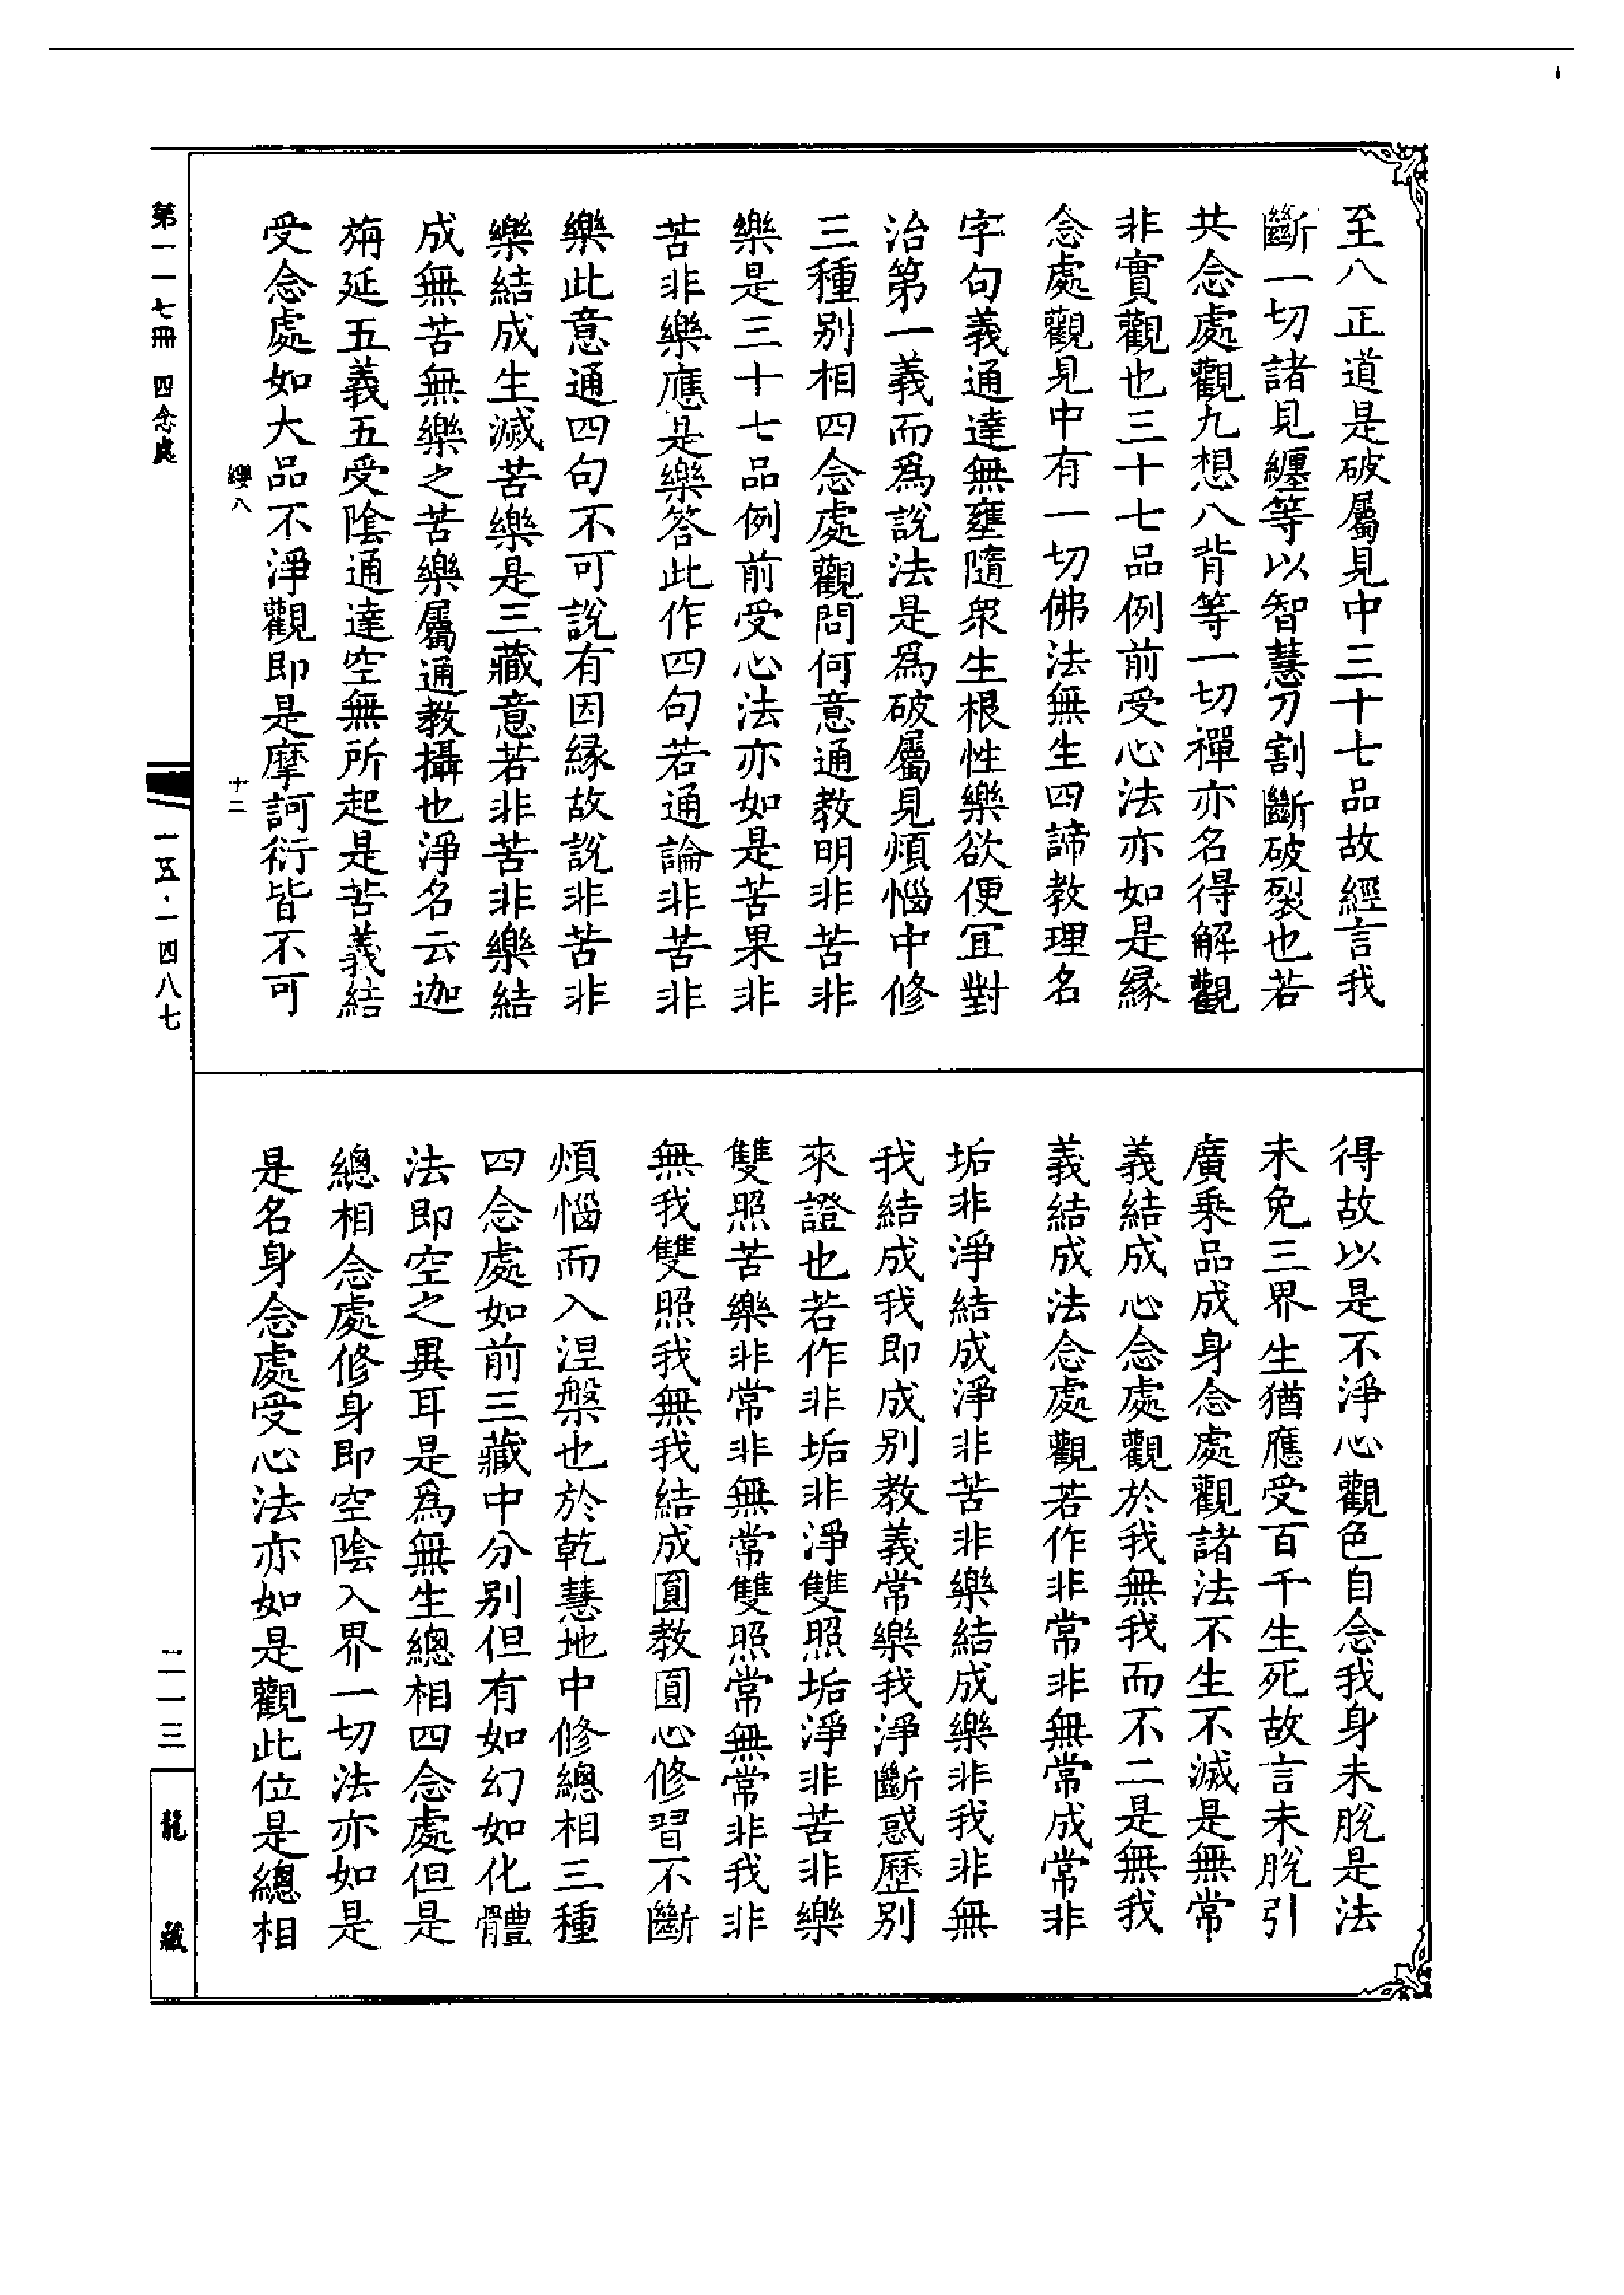 至八正道是破屬見中三十七品故經言我
斷一切諸見纏等以智慧刀割斷破裂也若
共念處觀九想八背等一切禪亦名得解觀
非實觀也三十七品例前受心法亦如是緣
念處觀見中有一切佛法無生四諦教理名
字句義通達無壅隨衆生根性樂欲便宜對
治第一義而爲說法是爲破屬見煩惱中修
三種別相四念處觀問何意通教明非苦非
樂是三十七品例前受心法亦如是苦果非
苦非樂應是樂答此作四句若通論非苦非
樂此意通四句不可說有因緣故說非苦非
樂結成生滅苦樂是三藏意若非苦非樂結
成無苦無樂之苦樂屬通教攝也淨名云迦
旃延五義五受陰通達空無所起是苦義結
受念處如大品不淨觀即是摩訶衍皆不可
得故以是不淨心觀色自念我身未脫是法
未免三界生猶應受百千生死故言未脫引
廣乗品成身念處觀諸法不生不滅是無常
義結成心念處觀於我無我而不二是無我
義結成法念處觀若作非常非無常成常非
垢非淨結成淨非苦非樂結成樂非我非無
我結成我即成別教義常樂我淨斷惑歷別
來證也若作非垢非淨雙照垢淨非苦非樂
雙照苦樂非常非無常雙照常無常非我非
無我雙照我無我結成圓教圓心修習不斷
煩惱而入涅槃也於乾慧地中修總相三種
四念處如前三藏中分別但有如幻如化體
法即空之異耳是爲無生總相四念處但是
總相念處修身即空陰入界一切法亦如是
是名身念處受心法亦如是觀此位是總相
第一一七冊 四念處
纓八
十二
一五·一四八七
二一三
龍藏